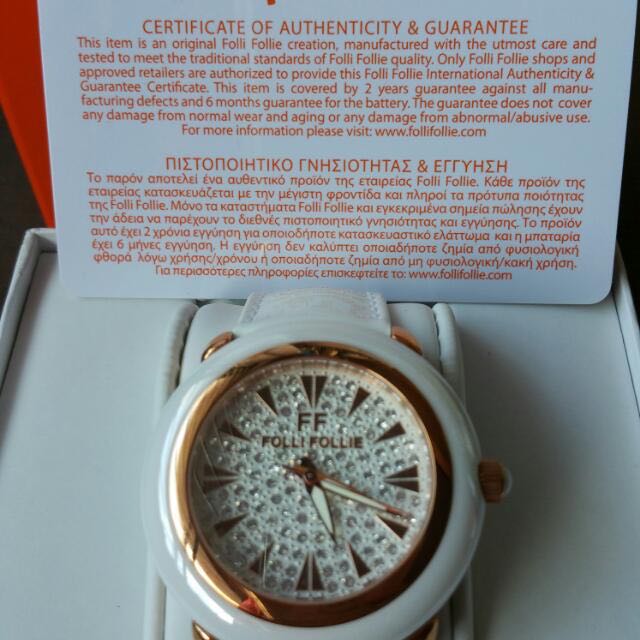 CERTIFICATE OF AUTHENTICITY & GUARANTEE
This item is an original Folli Follie creation, manufactured with the utmost care and
tested to meet the traditional standards of Folli Follie quality. Only Folli Follie shops and
approved retailers are authorized to provide this Folli Follie International Authenticity &
Guarantee Certificate. This item is covered by 2 years guarantee against all manu-
facturing defects and 6 months guarantee for the battery. The guarantee does not cover
any damage from normal wear and aging or any damage from abnormal/abusive use.
For more information please visit: www.follifollie.com
ΠΙΣΤΟΠΟΙΗΤΙΚΟ ΓΝΗΣΙΟΤΗΤΑΣ & ΕΓΓΥΗΣΗ
Το παρόν αποτελεί ένα αυθεντικό προϊόν της εταιρείας Folli Follie. Κάθε προϊόν της
εταιρείας κατασκευάζεται με την μέγιστη φροντίδα και πληροί τα πρότυπα ποιότητας
της Folli Follie. Μόνο τα καταστήματα Folli Follie και εγκεκριμένα σημεία πώλησης έχουν
την άδεια να παρέχουν το διεθνές πιστοποιητικό γνησιότητας και εγγύησης. Το προϊόν
αυτό έχει 2 χρόνια εγγύηση για οποιοδήποτε κατασκευαστικό ελάττωμα και η μπαταρία
έχει 6 μήνες εγγύηση. Η εγγύηση δεν καλύπτει οποιαδήποτε ζημία από φυσιολογική
φθορά λόγω χρήσης/χρόνου ή οποιαδήποτε ζημία από μη φυσιολογική/κακή χρήση.
Για περισσότερες πληροφορίες επισκεφτείτε το: www.follifollie.com
FF
FOLLI FOLLIE